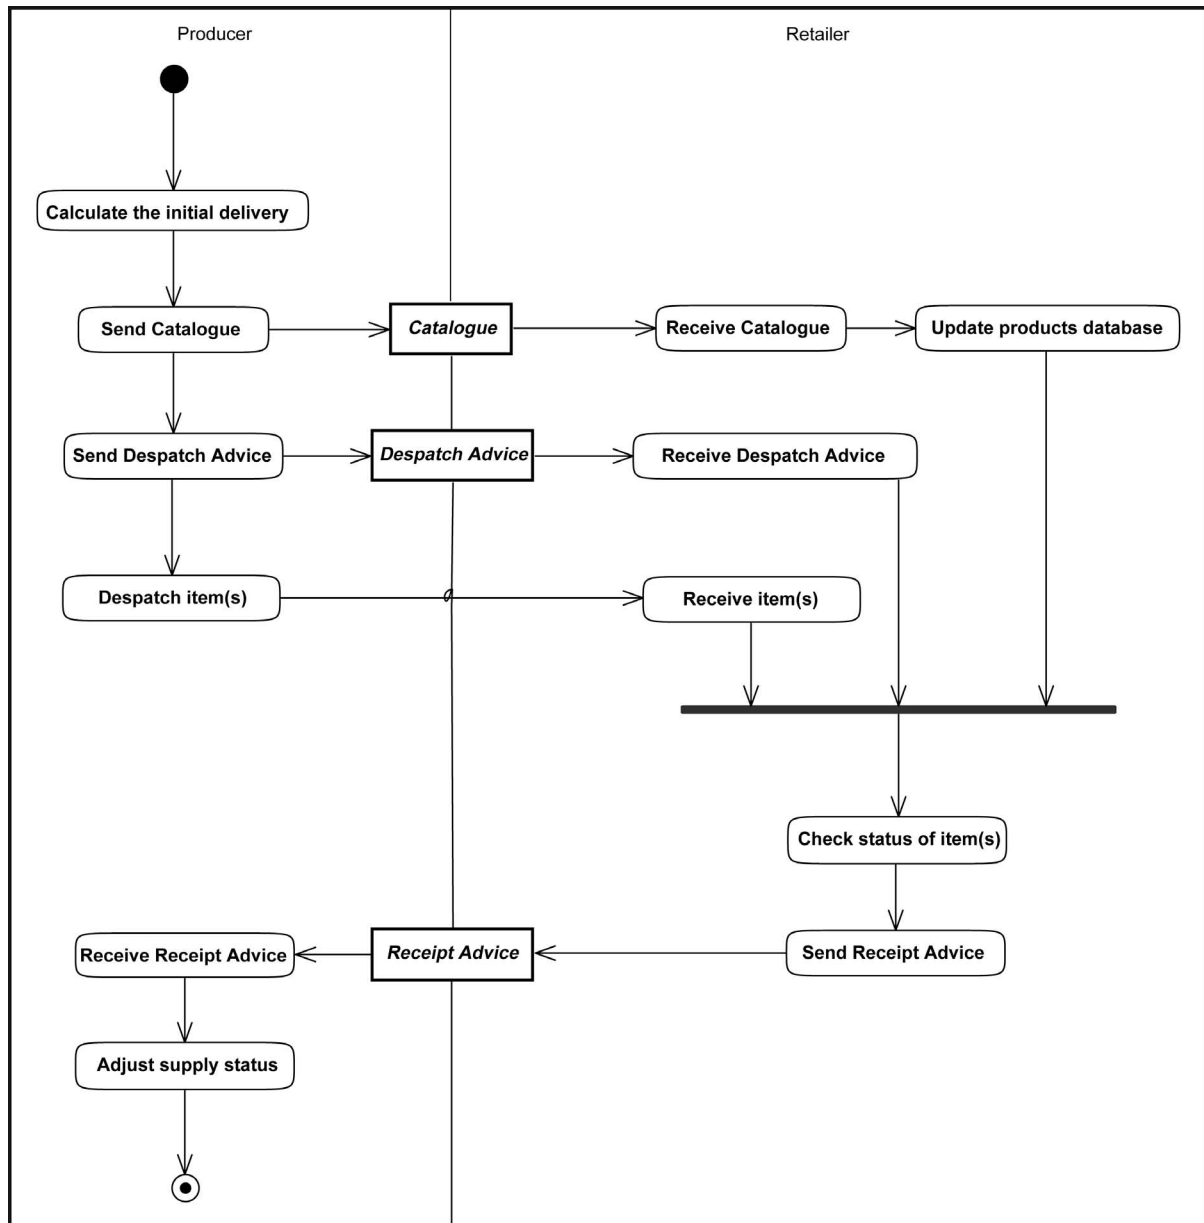 Producer
Retailer
Calculate the initial delivery
Send Catalogue
Catalogue
Receive Catalogue
Update products database
Send Despatch Advice
Despatch Advice
Receive Despatch Advice
Despatch item(s)
Receive item(s)
Check status of item(s)
Receive Receipt Advice
Receipt Advice
Send Receipt Advice
Adjust supply status